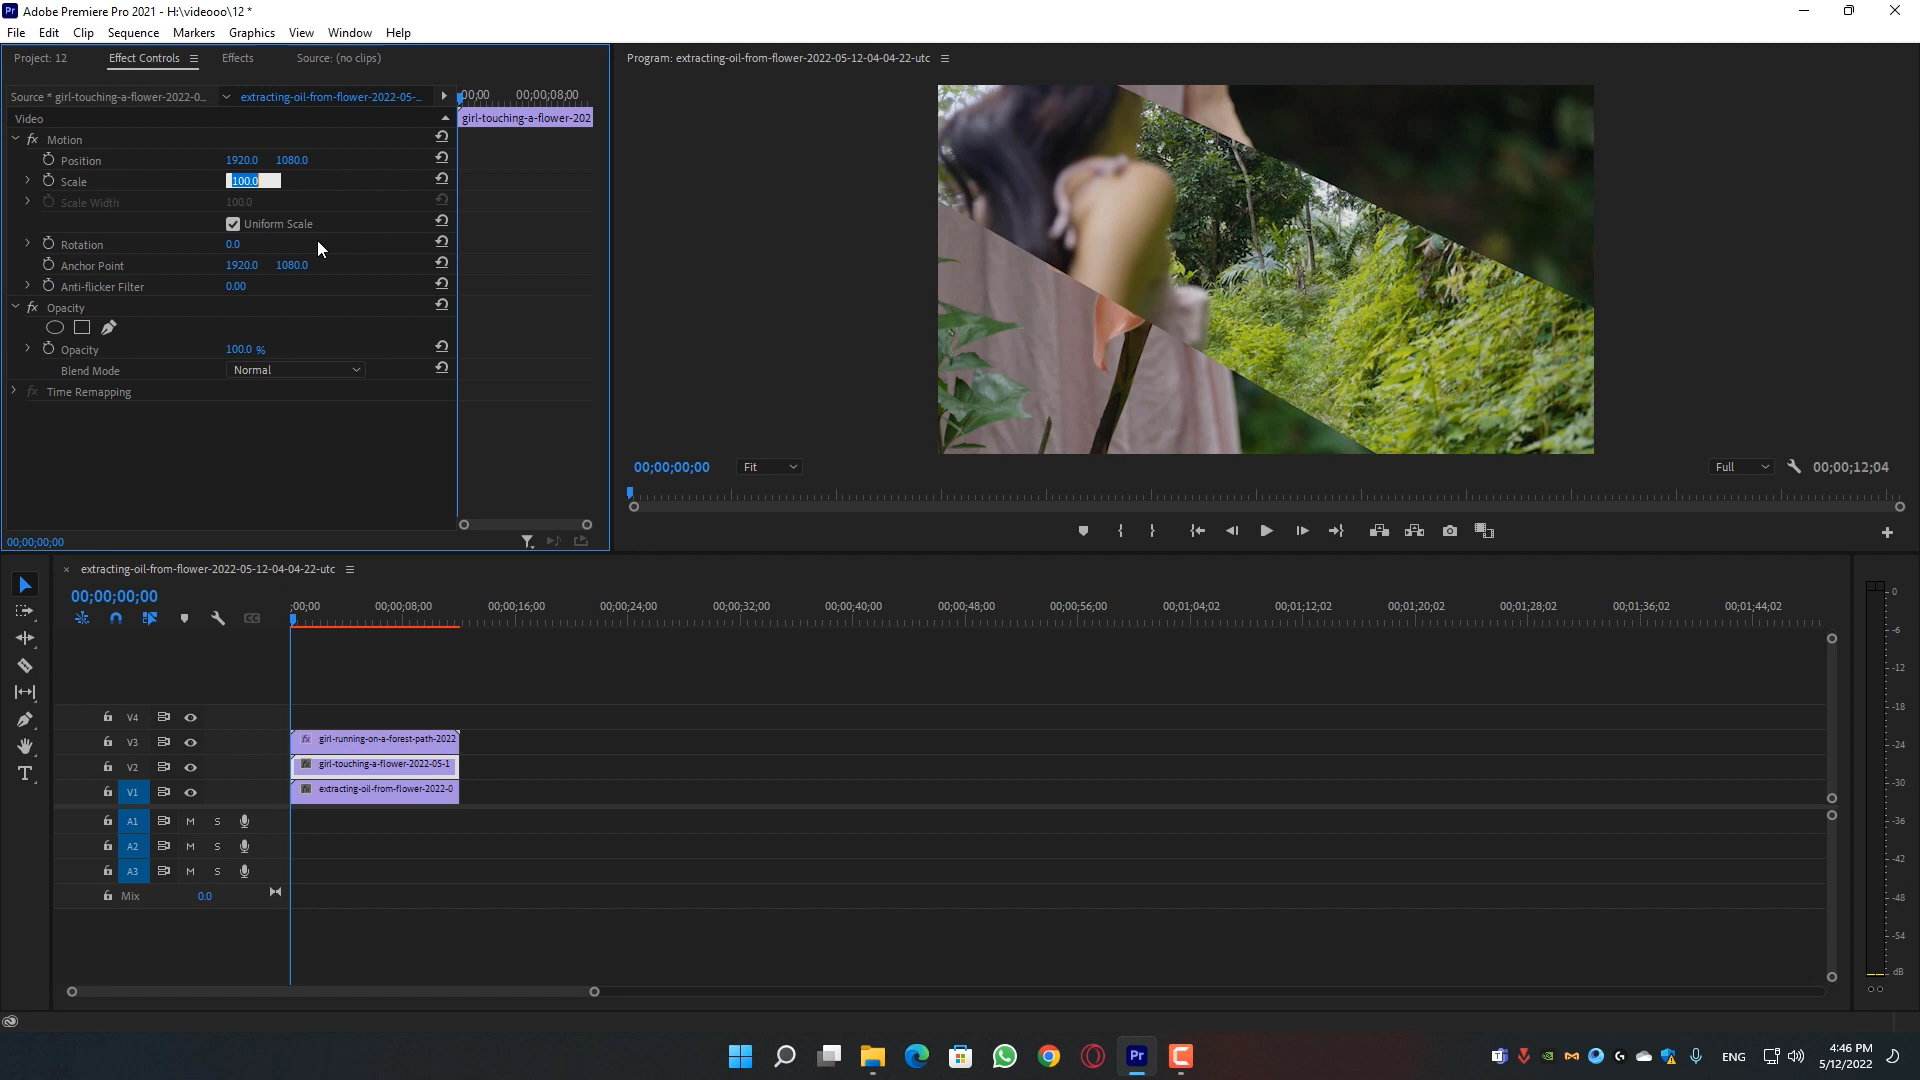 Pr Adobe Premiere Pro 2021 - H:\videooo\12 *
File Edit Clip Sequence Markers Graphics View Window Help
Project: 12 Effect Controls Effects Source: (no clips)
Program: extracting-oil-from-flower-2022-05-12-04-04-22-utc
Source * girl-touching-a-flower-2022-0... extracting-oil-from-flower-2022-05-...
00;00 00;00;08;00
Video
girl-touching-a-flower-202
fx Motion
Position 1920.0 1080.0
Scale 100.0
Scale Width 100.0
Uniform Scale
Rotation 0.0
Anchor Point 1920.0 1080.0
Anti-flicker Filter 0.00
fx Opacity
Opacity 100.0 %
Blend Mode Normal
fx Time Remapping
00;00;00;00
00;00;00;00 Fit Full 00;00;12;04
× extracting-oil-from-flower-2022-05-12-04-04-22-utc
00;00;00;00
;00;00 00;00;08;00 00;00;16;00 00;00;24;00 00;00;32;00 00;00;40;00 00;00;48;00 00;00;56;00 00;01;04;02 00;01;12;02 00;01;20;02 00;01;28;02 00;01;36;02 00;01;44;02
CC
V4
V3 fx girl-running-on-a-forest-path-2022
V2 fx girl-touching-a-flower-2022-05-1
V1 fx extracting-oil-from-flower-2022-0
A1 M S
A2 M S
A3 M S
Mix 0.0
0
-6
-12
-18
-24
-30
-36
-42
-48
-54
dB
Pr
ENG
4:46 PM
5/12/2022